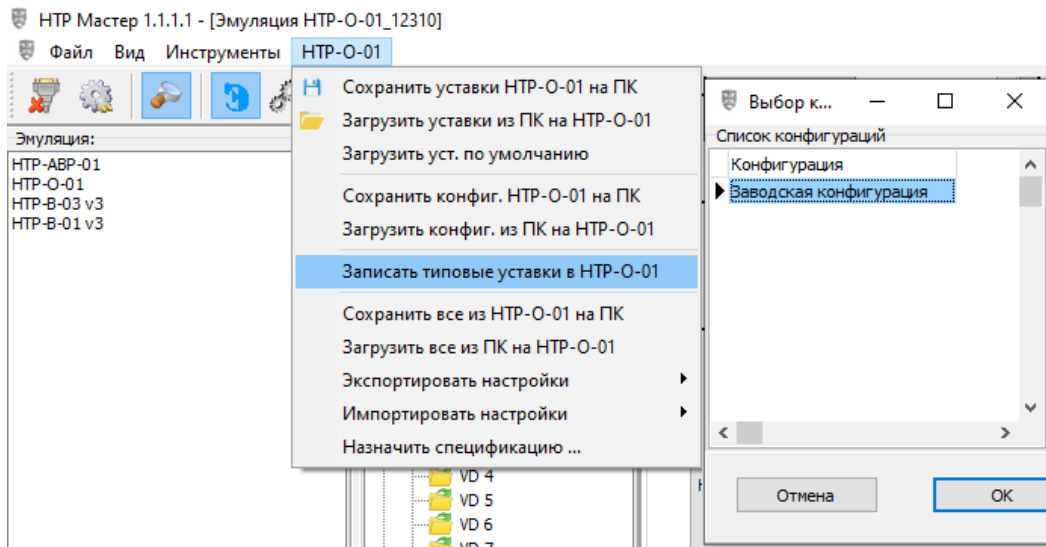 НТР Мастер 1.1.1.1 - [Эмуляция НТР-О-01_12310]
Файл Вид Инструменты НТР-О-01
Эмуляция:
НТР-АВР-01
НТР-О-01
НТР-В-03 v3
НТР-В-01 v3
Сохранить уставки НТР-О-01 на ПК
Загрузить уставки из ПК на НТР-О-01
Загрузить уст. по умолчанию
Сохранить конфиг. НТР-О-01 на ПК
Загрузить конфиг. из ПК на НТР-О-01
Записать типовые уставки в НТР-О-01
Сохранить все из НТР-О-01 на ПК
Загрузить все из ПК на НТР-О-01
Экспортировать настройки
Импортировать настройки
Назначить спецификацию ...
VD 4
VD 5
VD 6
Выбор к...
Список конфигураций
Конфигурация
Заводская конфигурация
Отмена
ОК